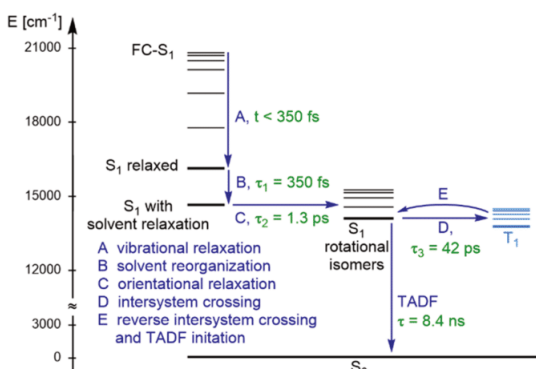 E [cm⁻¹]
21000
FC-S₁
A, t < 350 fs
18000
S₁ relaxed
B, τ₁ = 350 fs
15000
S₁ with
solvent relaxation
C, τ₂ = 1.3 ps
E
D,
τ₃ = 42 ps
T₁
S₁
rotational
isomers
A vibrational relaxation
B solvent reorganization
C orientational relaxation
D intersystem crossing
E reverse intersystem crossing
and TADF initation
12000
TADF
τ = 8.4 ns
≈
3000
0